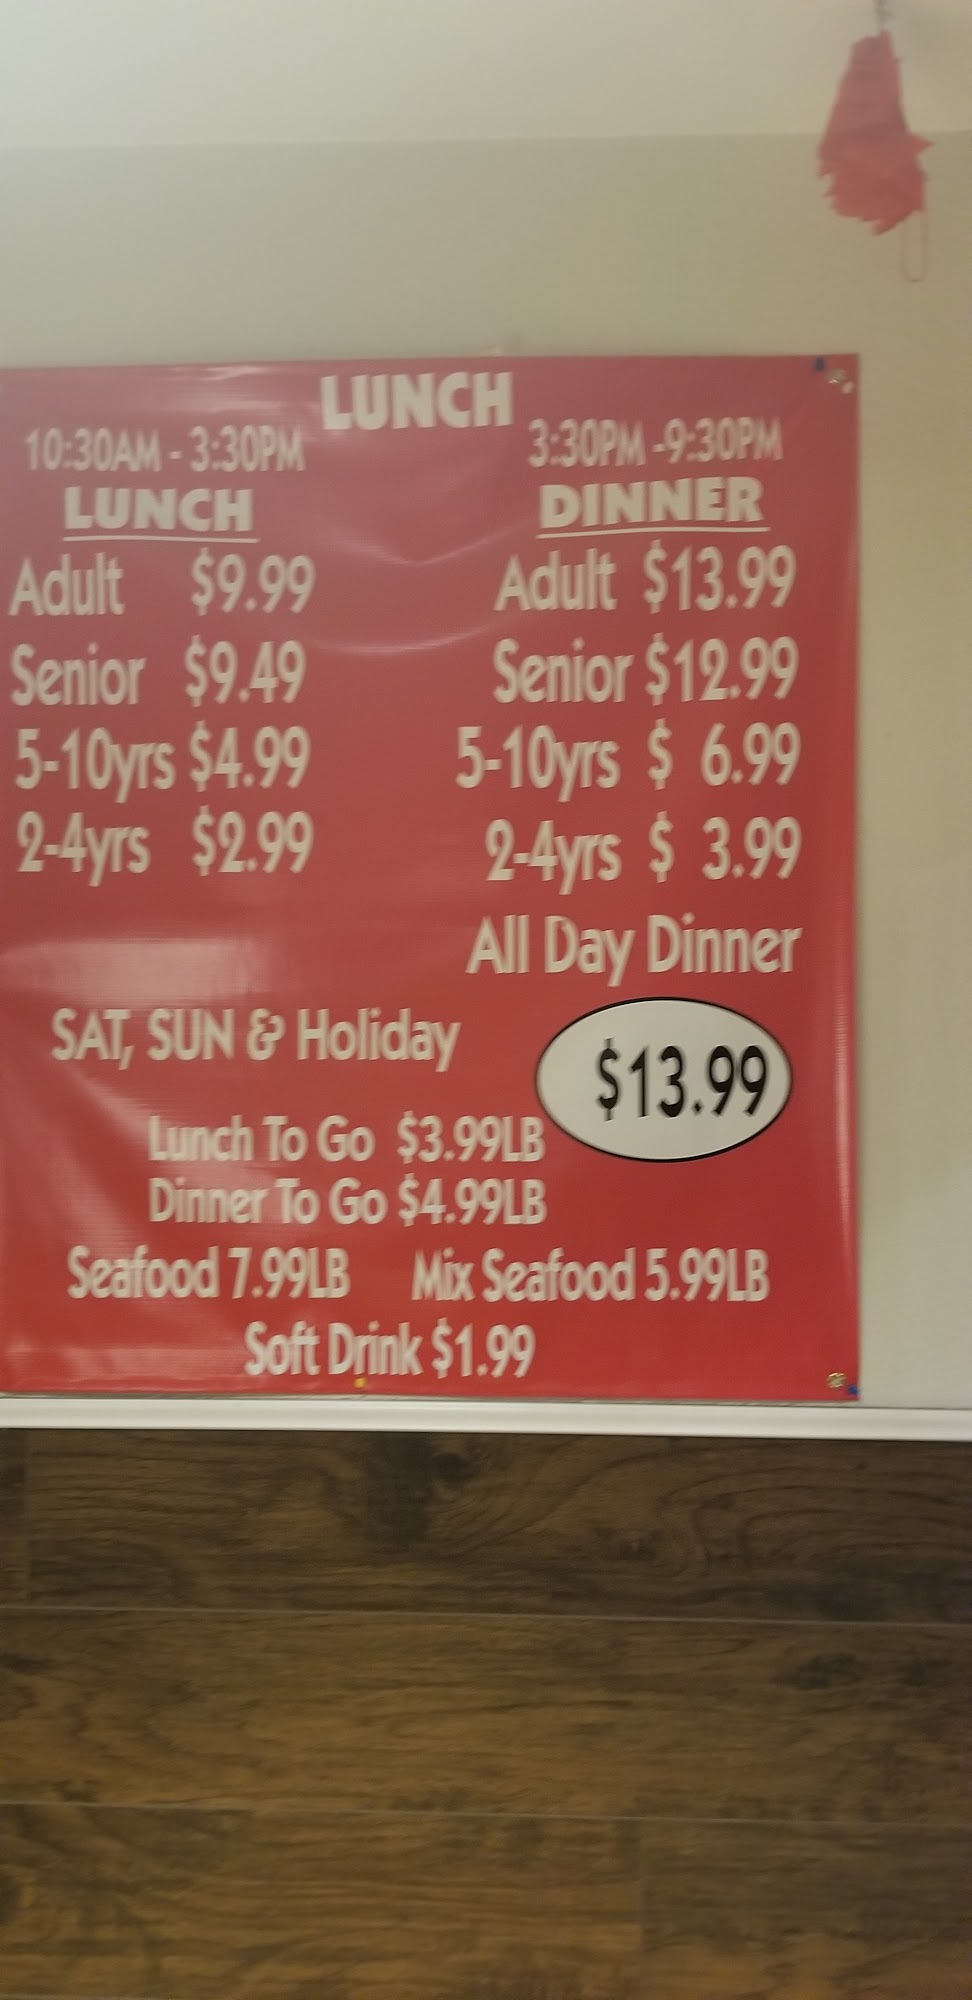 LUNCH
10:30AM - 3:30PM
LUNCH
Adult $9.99
Senior $9.49
5-10yrs $4.99
2-4yrs $2.99
3:30PM -9:30PM
DINNER
Adult $13.99
Senior $12.99
5-10yrs $ 6.99
2-4yrs $ 3.99
All Day Dinner
SAT, SUN & Holiday
$13.99
Lunch To Go $3.99LB
Dinner To Go $4.99LB
Seafood 7.99LB Mix Seafood 5.99LB
Soft Drink $1.99